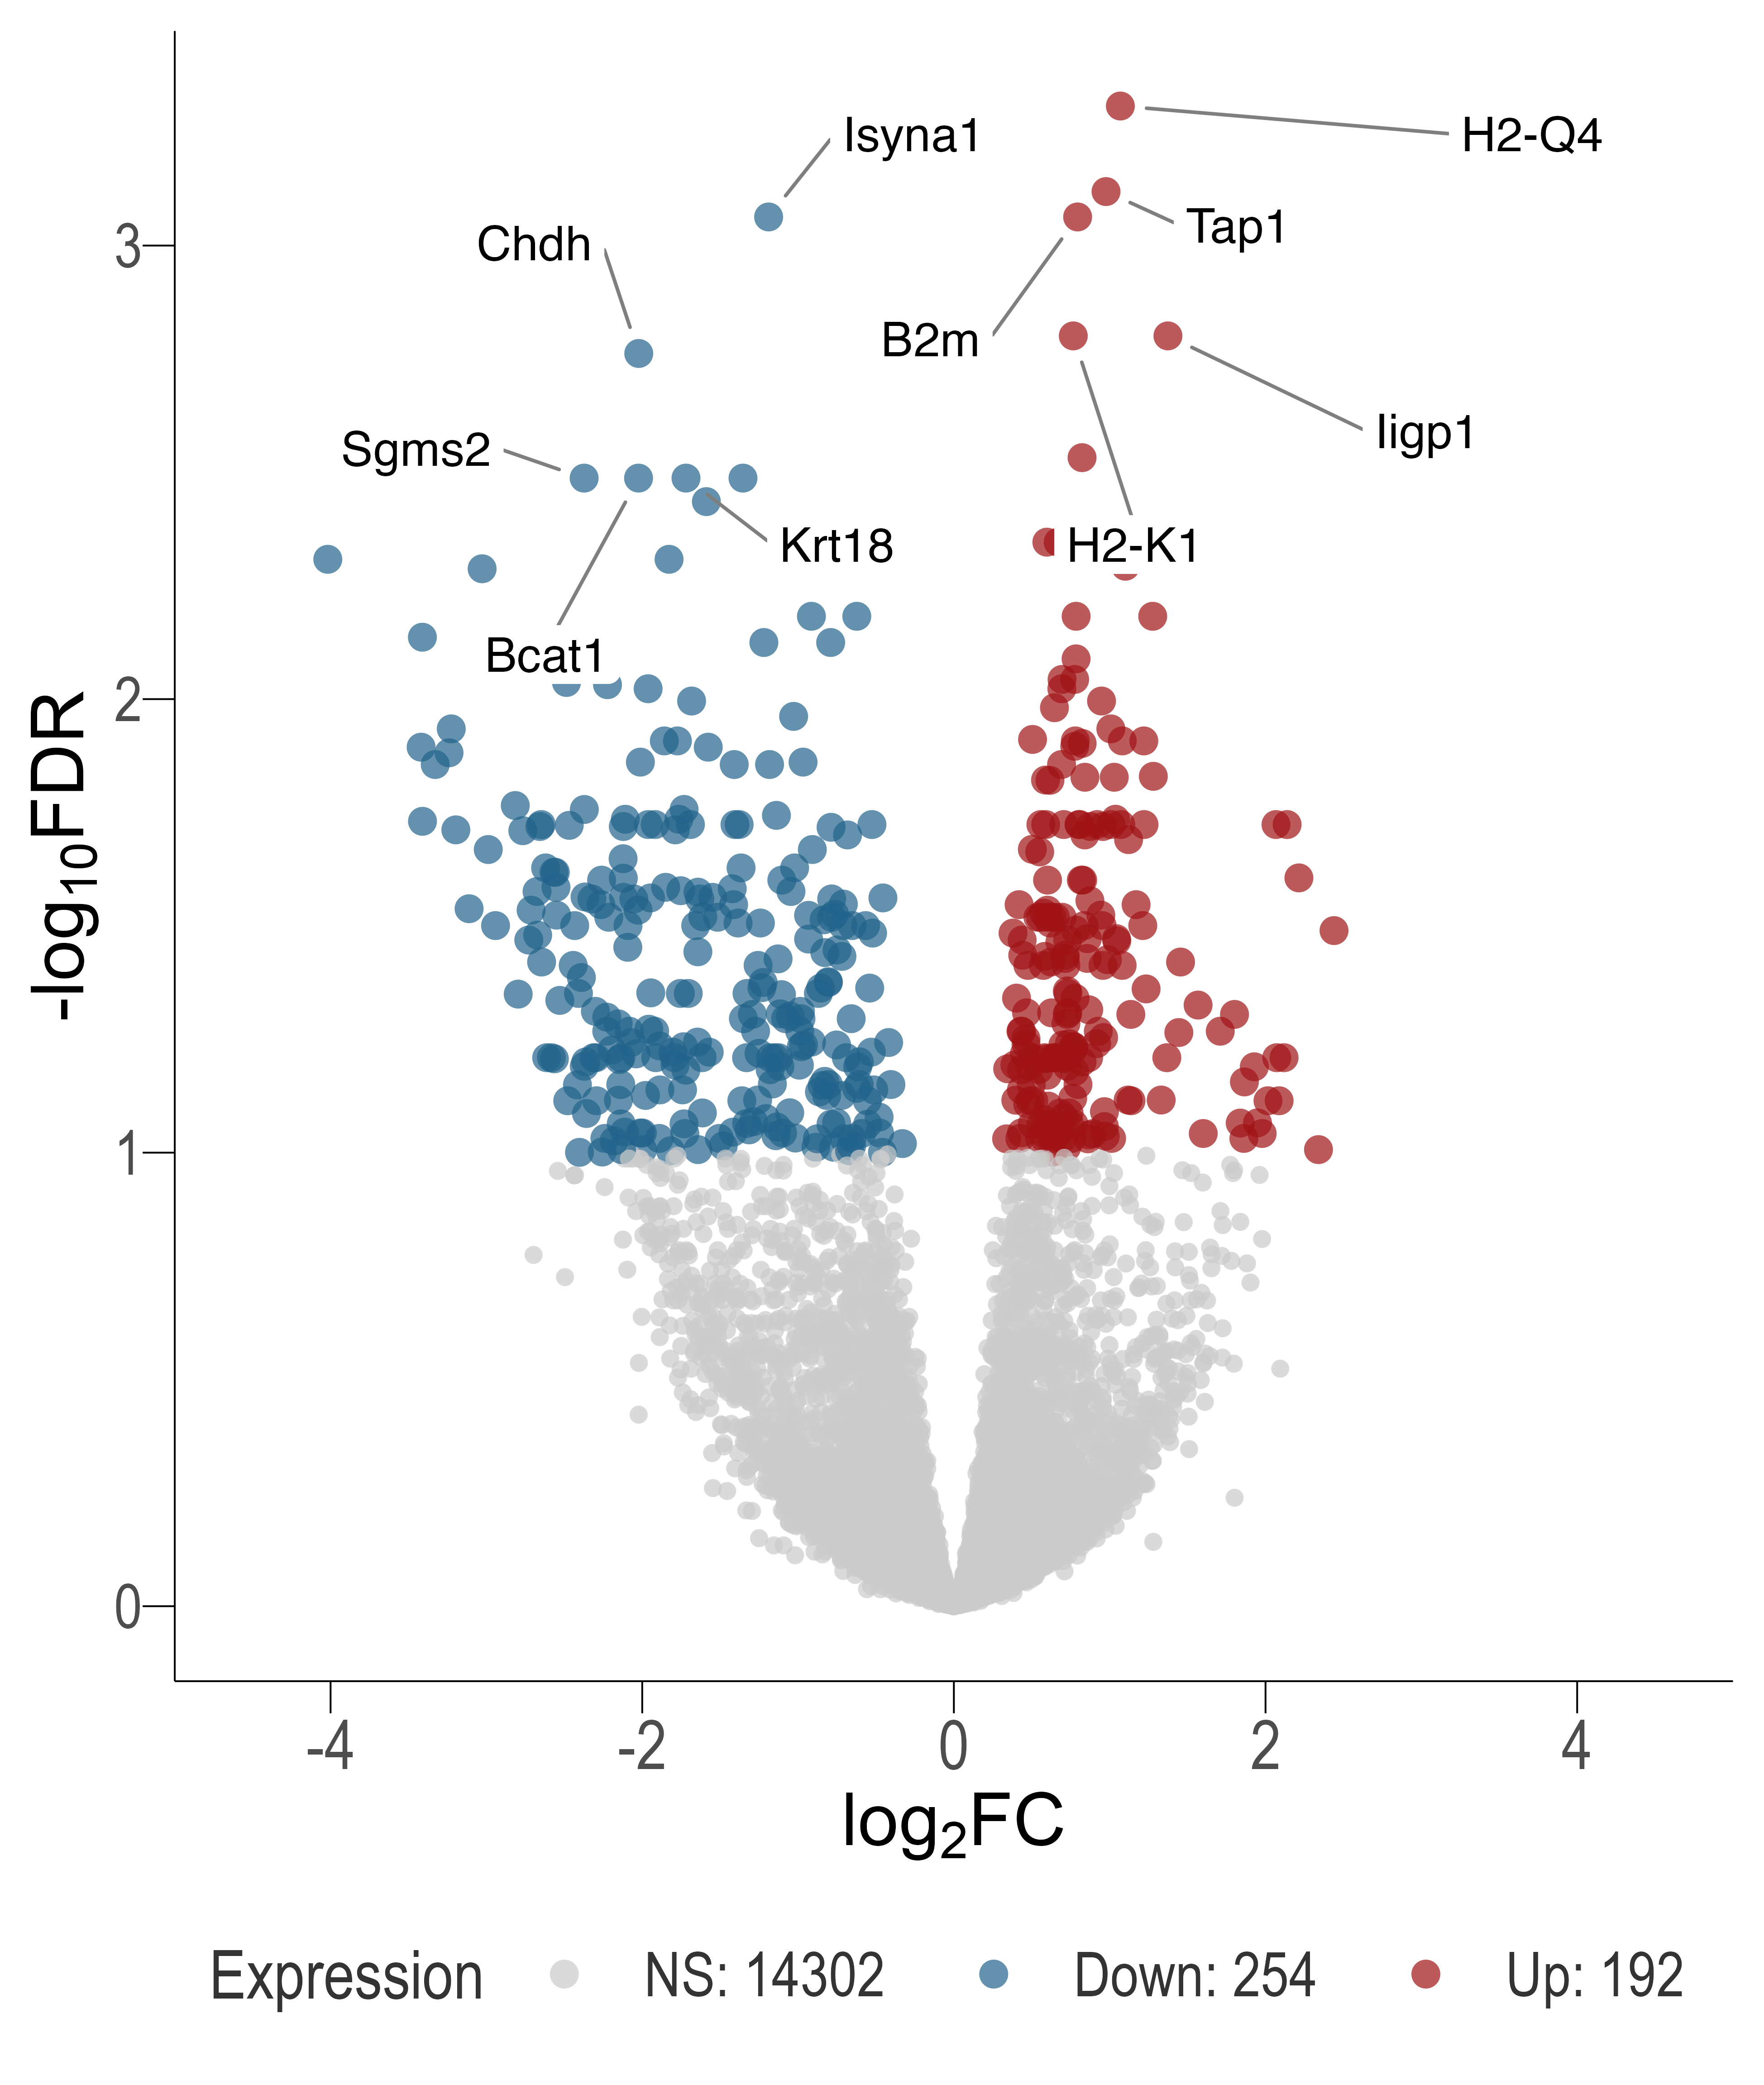 Isyna1
H2-Q4
Tap1
Chdh
B2m
Iigp1
Sgms2
Krt18
H2-K1
Bcat1
3
2
1
0
-log10FDR
-4 -2 0 2 4
log2FC
Expression NS: 14302 Down: 254 Up: 192